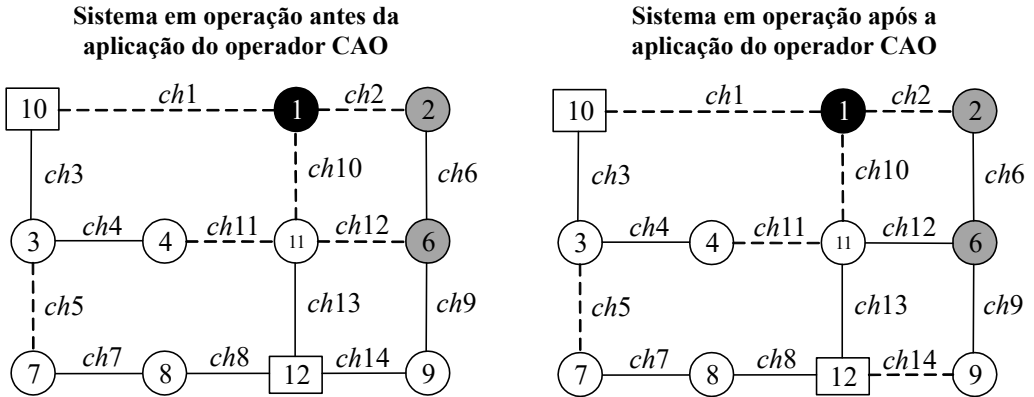 Sistema em operação antes da
aplicação do operador CAO
10 ch1 1 ch2 2
ch3 ch10 ch6
3 ch4 4 ch11 11 ch12 6
ch5 ch13 ch9
7 ch7 8 ch8 12 ch14 9
Sistema em operação após a
aplicação do operador CAO
10 ch1 1 ch2 2
ch3 ch10 ch6
3 ch4 4 ch11 11 ch12 6
ch5 ch13 ch9
7 ch7 8 ch8 12 ch14 9